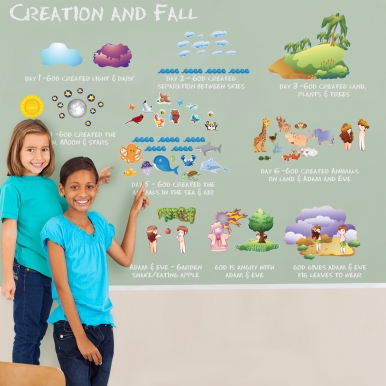 CREATION AND FALL
DAY 1 -GOD CREATED LIGHT & DARK
DAY 2 -GOD CREATED
SEPARATION BETWEEN SKIES
DAY 3 -GOD CREATED LAND,
PLANTS & TREES
-GOD CREATED THE
MOON & STARS
DAY 5 - GOD CREATED THE
IN THE SEA & AIR
DAY 6 -GOD CREATED ANIMALS
ON LAND & ADAM AND EVE
ADAM & EVE - GARDEN
SNAKE/EATING APPLE
GOD IS ANGRY WITH
ADAM & EVE
GOD GIVES ADAM & EVE
FIG LEAVES TO WEAR